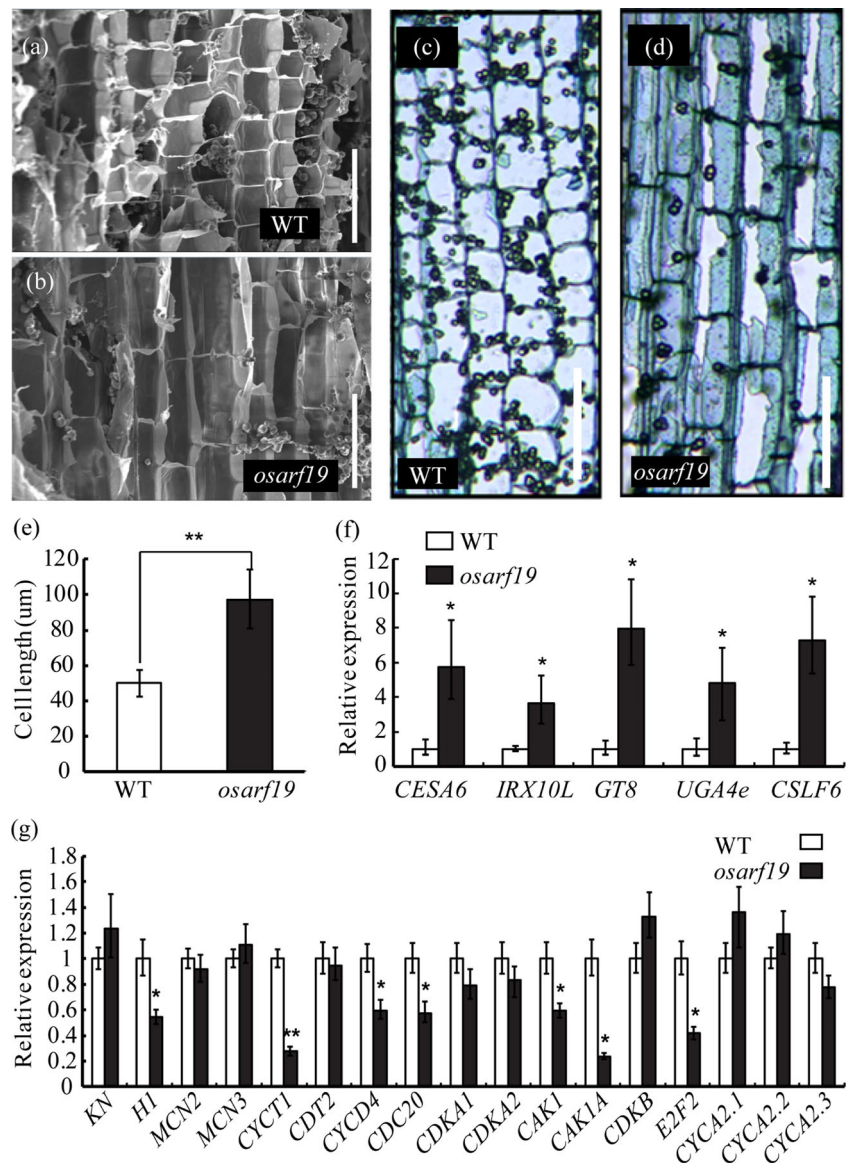 (a)
WT
(b)
osarf19
(c)
WT
(d)
osarf19
(e)
**
Cell length (um)
120
100
80
60
40
20
0
WT osarf19
(f)
WT
osarf19
Relative expression
12
10
8
6
4
2
0
* * * * *
CESA6 IRX10L GT8 UGA4e CSLF6
(g)
WT
osarf19
Relative expression
1.8
1.6
1.4
1.2
1
0.8
0.6
0.4
0.2
0
* ** * * * * *
KN H1 MCN2 MCN3 CYCT1 CDT2 CYCD4 CDC20 CDKA1 CDKA2 CAK1 CAK1A CDKB E2F2 CYCA2.1 CYCA2.2 CYCA2.3